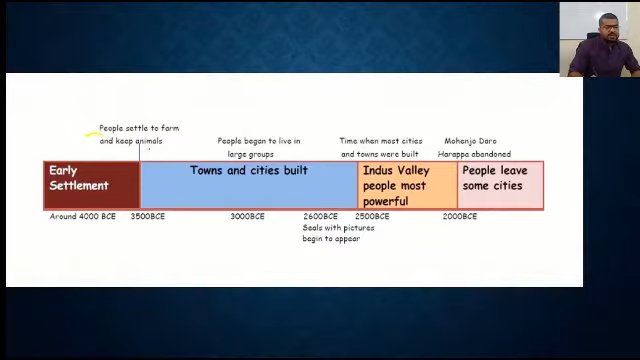 People settle to farm
and keep animals
People began to live in
large groups
Time when most cities
and towns were built
Mohenjo Daro
Harappa abandoned
Early
Settlement
Towns and cities built
Indus Valley
people most
powerful
People leave
some cities
Around 4000 BCE
3500BCE
3000BCE
2600BCE
2500BCE
2000BCE
Seals with pictures
begin to appear